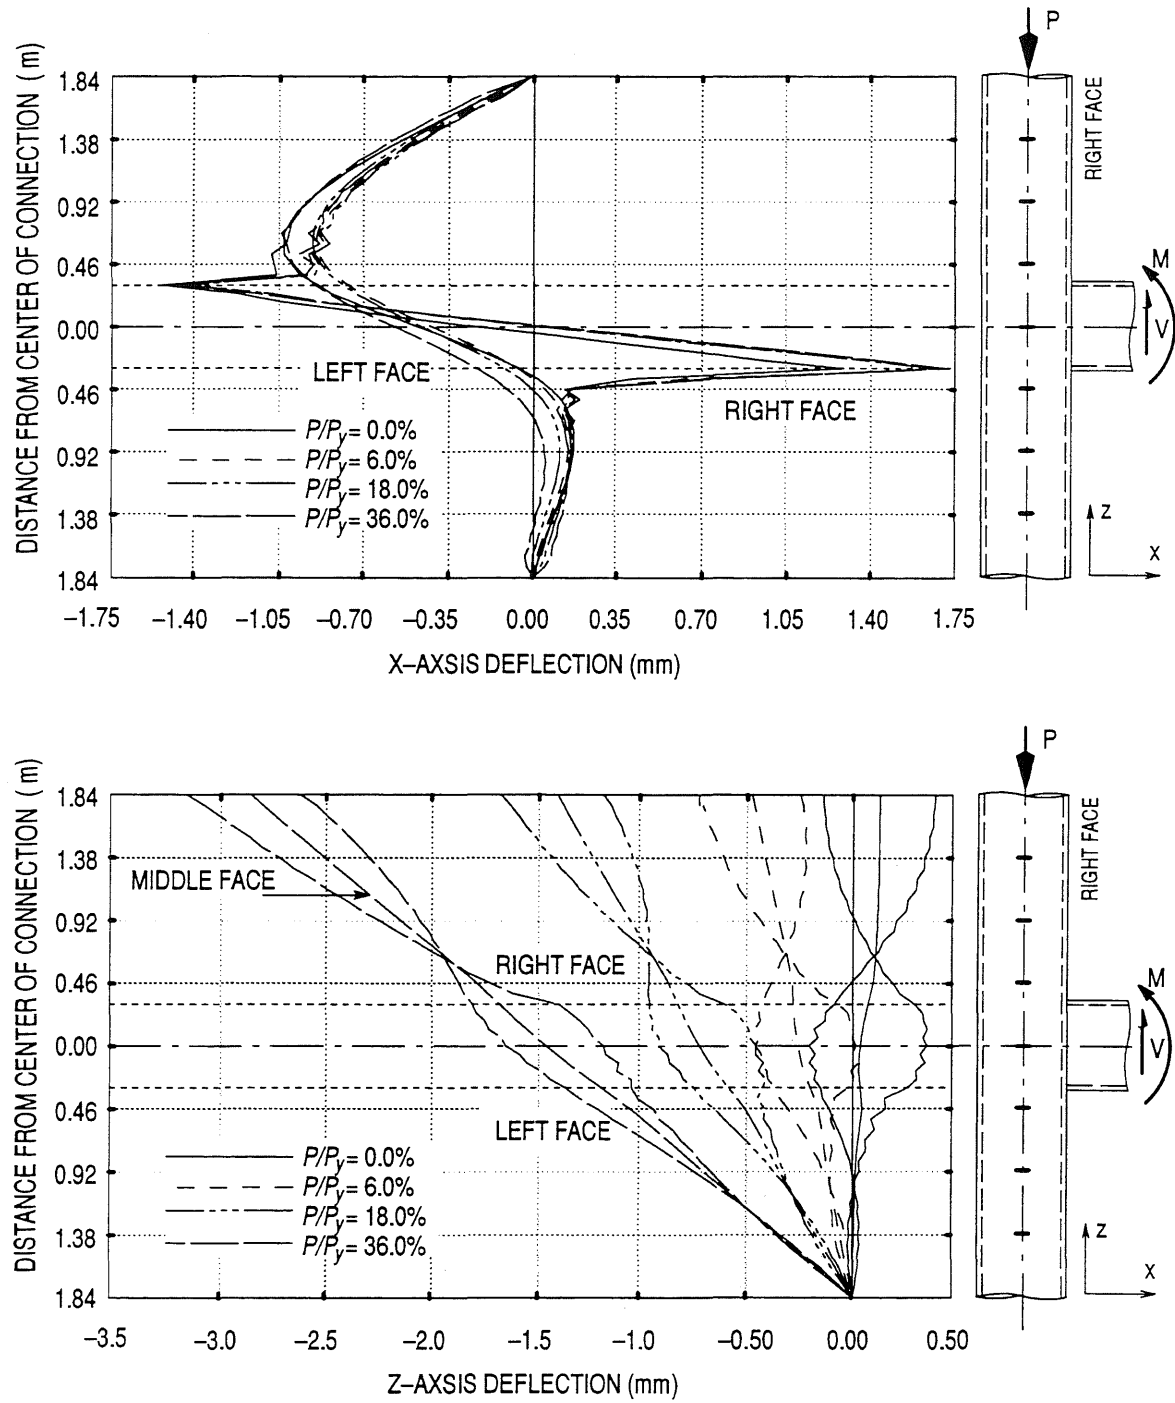 P
DISTANCE FROM CENTER OF CONNECTION (m)
1.84
1.38
0.92
0.46
0.00
0.46
0.92
1.38
1.84
LEFT FACE
RIGHT FACE
P/Py= 0.0%
P/Py= 6.0%
P/Py= 18.0%
P/Py= 36.0%
−1.75 −1.40 −1.05 −0.70 −0.35 0.00 0.35 0.70 1.05 1.40 1.75
X–AXSIS DEFLECTION (mm)
RIGHT FACE
M
V
Z
X
P
DISTANCE FROM CENTER OF CONNECTION (m)
1.84
1.38
0.92
0.46
0.00
0.46
0.92
1.38
1.84
MIDDLE FACE
RIGHT FACE
LEFT FACE
P/Py= 0.0%
P/Py= 6.0%
P/Py= 18.0%
P/Py= 36.0%
−3.5 −3.0 −2.5 −2.0 −1.5 −1.0 −0.50 0.00 0.50
Z–AXSIS DEFLECTION (mm)
RIGHT FACE
M
V
Z
X